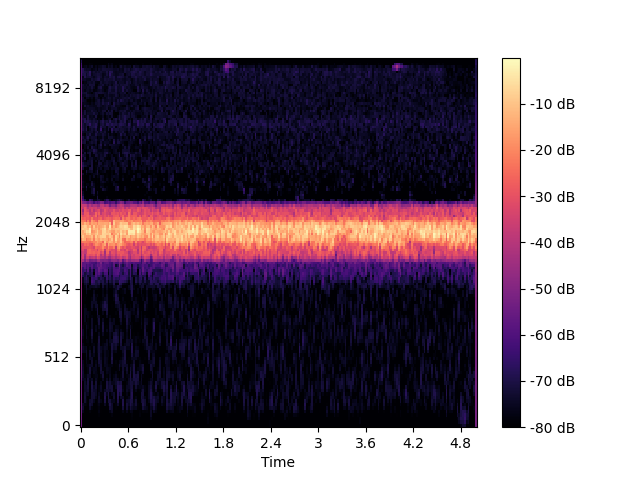 8192
4096
2048
1024
512
0
Hz
0 0.6 1.2 1.8 2.4 3 3.6 4.2 4.8
Time
-10 dB
-20 dB
-30 dB
-40 dB
-50 dB
-60 dB
-70 dB
-80 dB